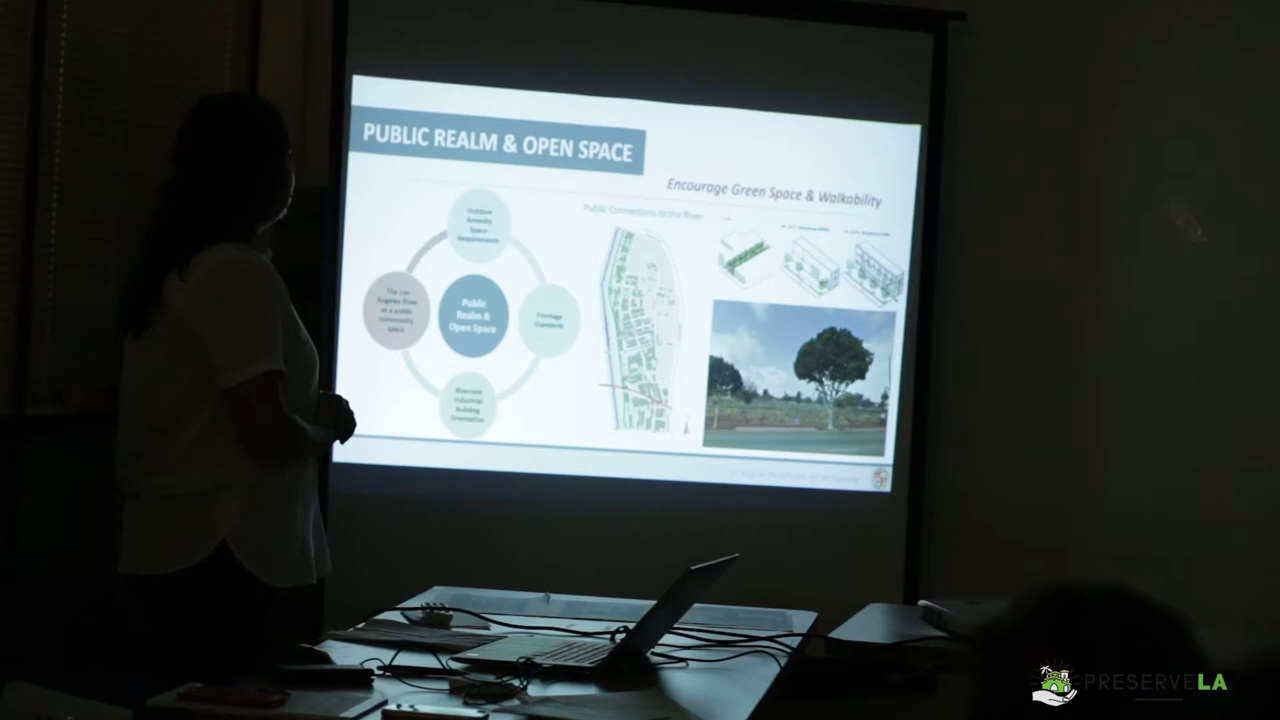 PUBLIC REALM & OPEN SPACE
Encourage Green Space & Walkability
Public Connections to the River
Outdoor
Amenity
Space
Requirements
The Los
Angeles River
as a public
community
space
Public
Realm &
Open Space
Frontage
Standards
Riverside
Industrial
Building
Orientation
PRESERVELA